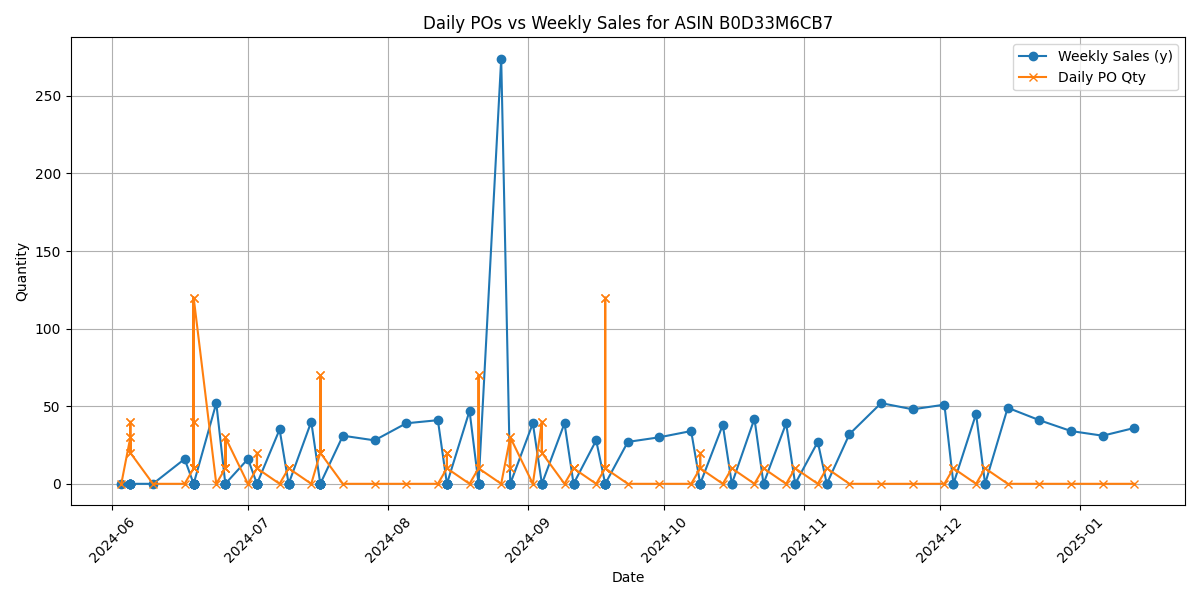 Daily POs vs Weekly Sales for ASIN B0D33M6CB7
Weekly Sales (y)
Daily PO Qty
Quantity
250
200
150
100
50
0
2024-06
2024-07
2024-08
2024-09
2024-10
2024-11
2024-12
2025-01
Date